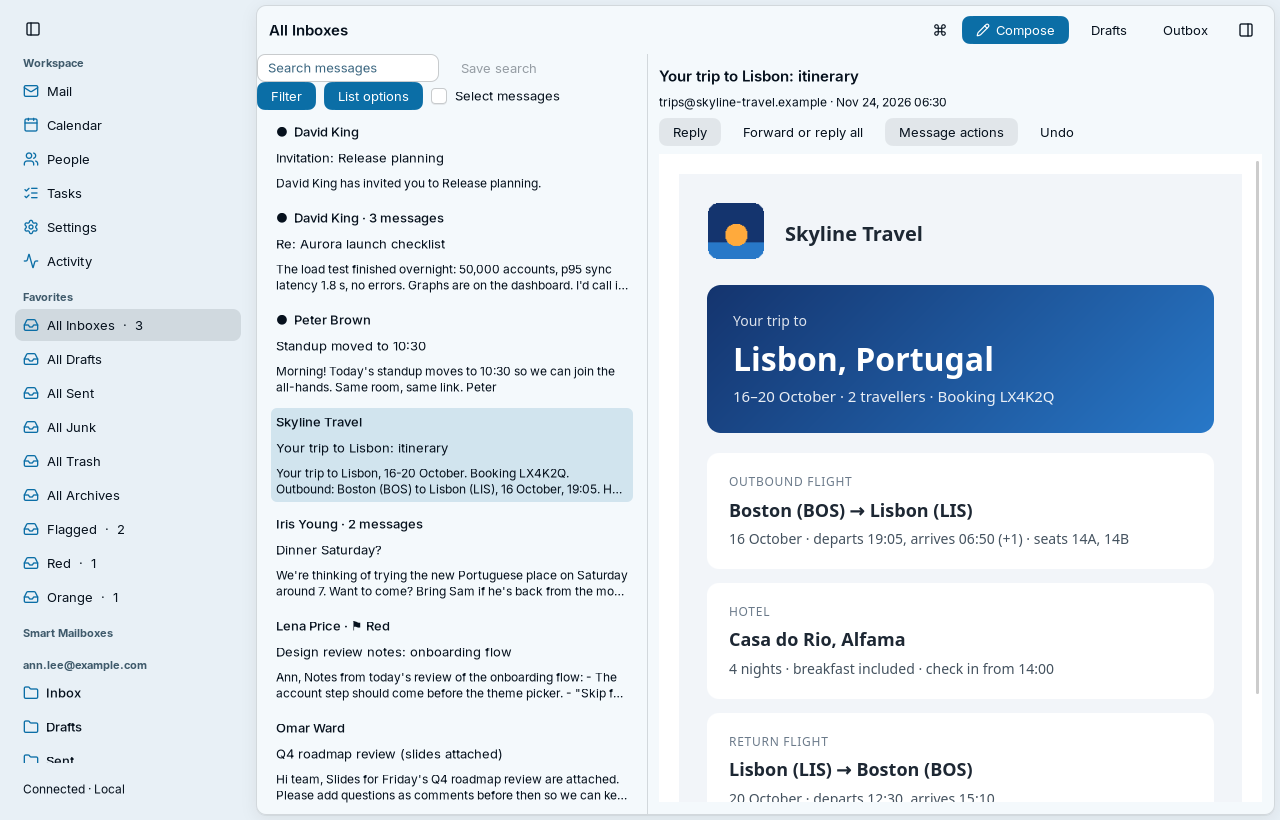 Workspace
Mail
Calendar
People
Tasks
Settings
Activity
Favorites
All Inboxes · 3
All Drafts
All Sent
All Junk
All Trash
All Archives
Flagged · 2
Red · 1
Orange · 1
Smart Mailboxes
ann.lee@example.com
Inbox
Drafts
Sent
Connected · Local
All Inboxes
⌘
Compose
Drafts
Outbox
Search messages
Save search
Filter
List options
Select messages
David King
Invitation: Release planning
David King has invited you to Release planning.
David King · 3 messages
Re: Aurora launch checklist
The load test finished overnight: 50,000 accounts, p95 sync
latency 1.8 s, no errors. Graphs are on the dashboard. I'd call i...
Peter Brown
Standup moved to 10:30
Morning! Today's standup moves to 10:30 so we can join the
all-hands. Same room, same link. Peter
Skyline Travel
Your trip to Lisbon: itinerary
Your trip to Lisbon, 16-20 October. Booking LX4K2Q.
Outbound: Boston (BOS) to Lisbon (LIS), 16 October, 19:05. H...
Iris Young · 2 messages
Dinner Saturday?
We're thinking of trying the new Portuguese place on Saturday
around 7. Want to come? Bring Sam if he's back from the mo...
Lena Price · ⚑ Red
Design review notes: onboarding flow
Ann, Notes from today's review of the onboarding flow: - The
account step should come before the theme picker. - "Skip f...
Omar Ward
Q4 roadmap review (slides attached)
Hi team, Slides for Friday's Q4 roadmap review are attached.
Please add questions as comments before then so we can ke...
Your trip to Lisbon: itinerary
trips@skyline-travel.example · Nov 24, 2026 06:30
Reply
Forward or reply all
Message actions
Undo
Skyline Travel
Your trip to
Lisbon, Portugal
16–20 October · 2 travellers · Booking LX4K2Q
OUTBOUND FLIGHT
Boston (BOS) → Lisbon (LIS)
16 October · departs 19:05, arrives 06:50 (+1) · seats 14A, 14B
HOTEL
Casa do Rio, Alfama
4 nights · breakfast included · check in from 14:00
RETURN FLIGHT
Lisbon (LIS) → Boston (BOS)
20 October · departs 12:30, arrives 15:10